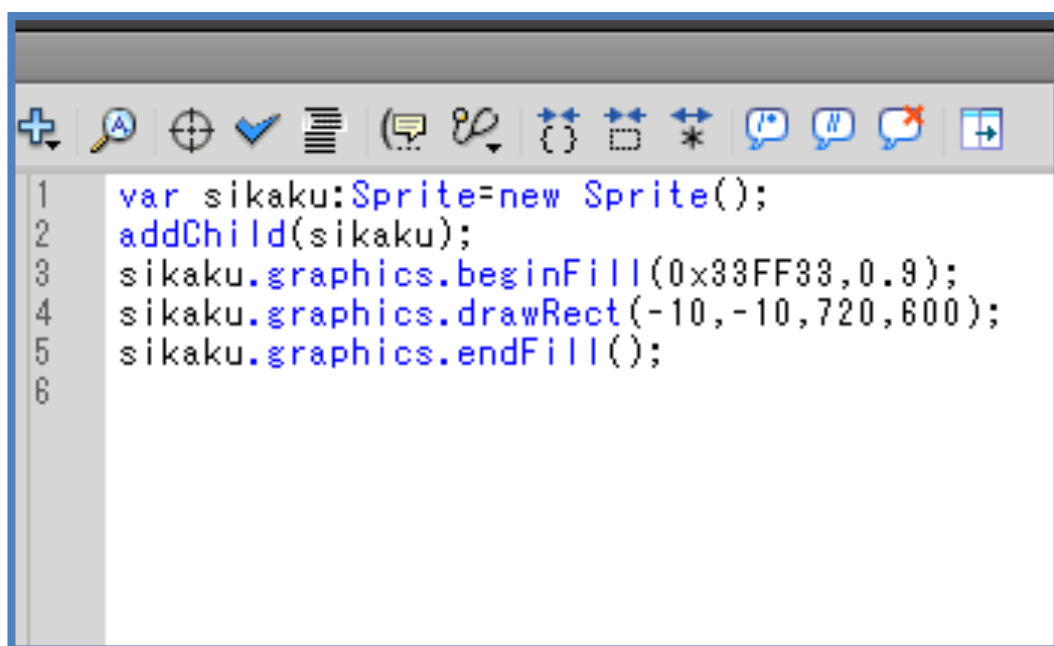 1 var sikaku:Sprite=new Sprite();
2 addChild(sikaku);
3 sikaku.graphics.beginFill(0x33FF33,0.9);
4 sikaku.graphics.drawRect(-10,-10,720,600);
5 sikaku.graphics.endFill();
6